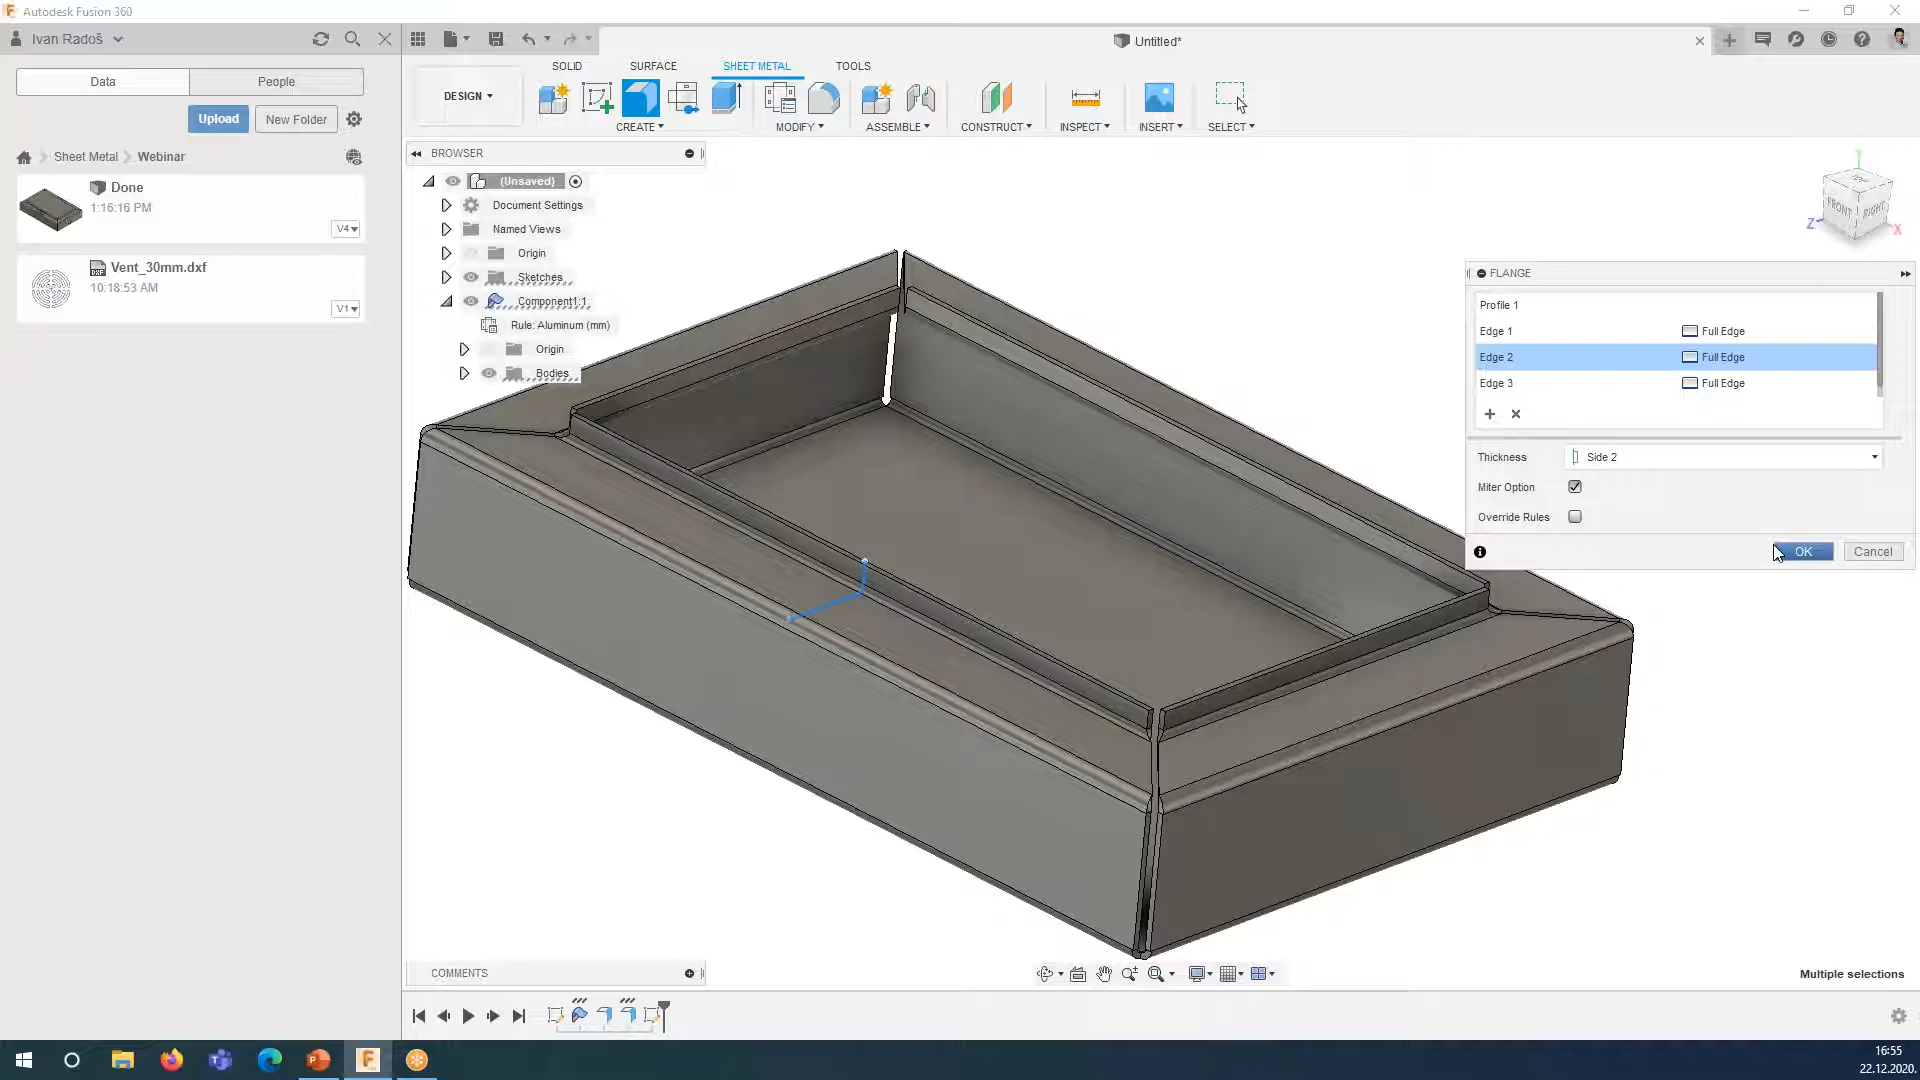 Autodesk Fusion 360
Ivan Radoš
Untitled*
Data
People
Upload
New Folder
Sheet Metal
Webinar
Done
1:16:16 PM
V4
Vent_30mm.dxf
10:18:53 AM
V1
SOLID
SURFACE
SHEET METAL
TOOLS
DESIGN
CREATE
MODIFY
ASSEMBLE
CONSTRUCT
INSPECT
INSERT
SELECT
BROWSER
(Unsaved)
Document Settings
Named Views
Origin
Sketches
Component1:1
Rule: Aluminum (mm)
Origin
Bodies
Y
TOP
FRONT
RIGHT
Z
X
FLANGE
Profile 1
Edge 1
Full Edge
Edge 2
Full Edge
Edge 3
Full Edge
Thickness
Side 2
Miter Option
Override Rules
OK
Cancel
COMMENTS
Multiple selections
16:55
22.12.2020.